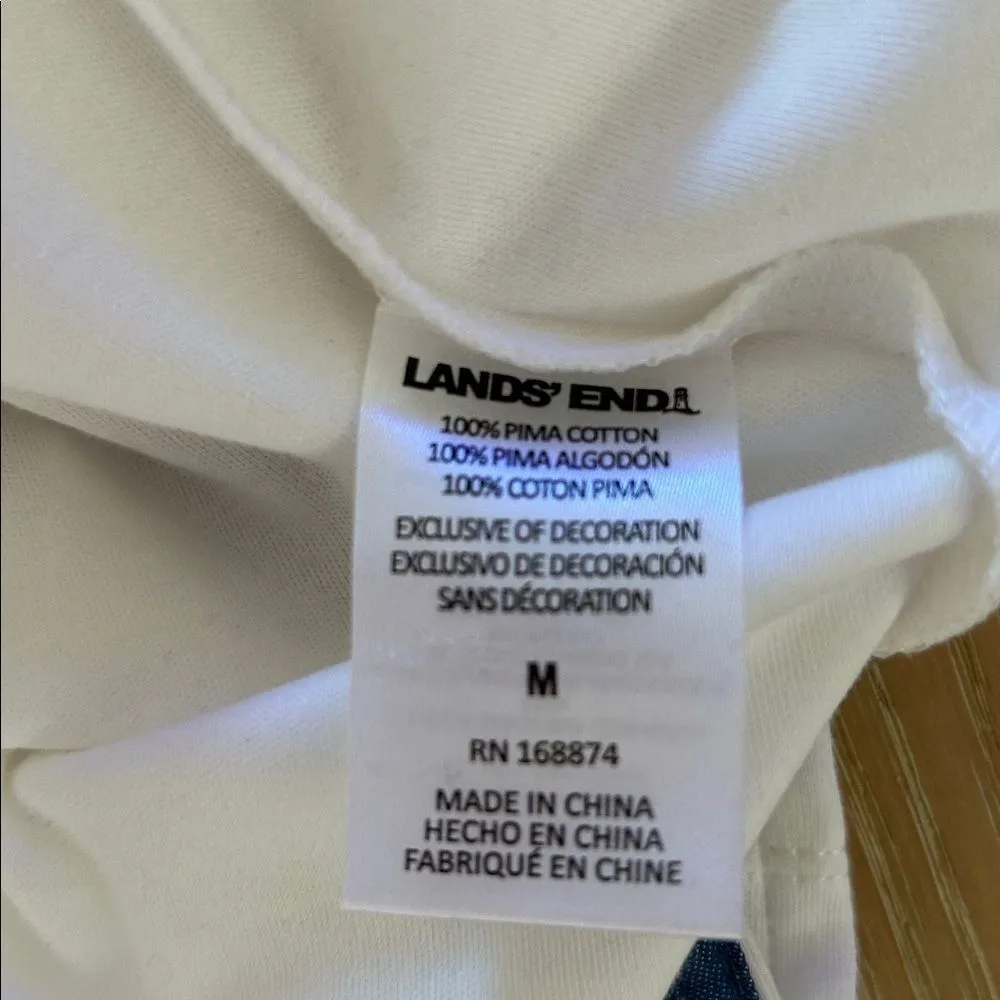 LANDS' END
100% PIMA COTTON
100% PIMA ALGODÓN
100% COTON PIMA
EXCLUSIVE OF DECORATION
EXCLUSIVO DE DECORACIÓN
SANS DÉCORATION
M
RN 168874
MADE IN CHINA
HECHO EN CHINA
FABRIQUÉ EN CHINE